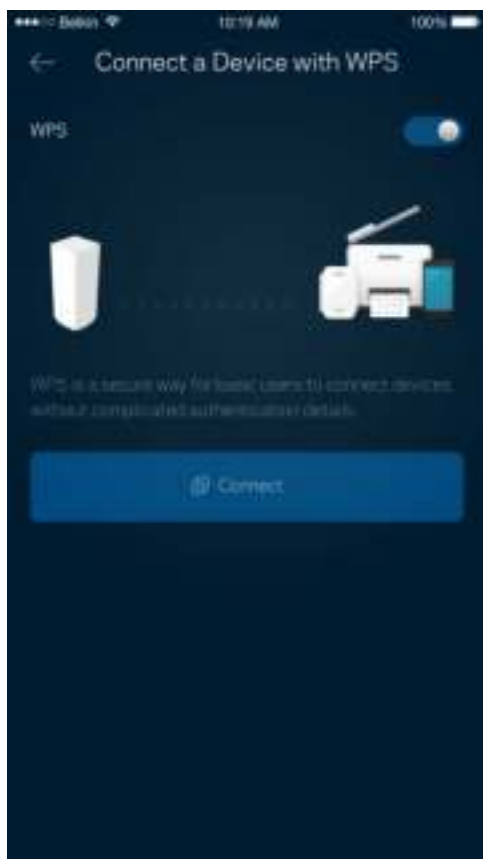 Belkin 10:19 AM 100%
Connect a Device with WPS
WPS
WPS is a secure way for basic users to connect devices
without complicated authentication details.
Connect